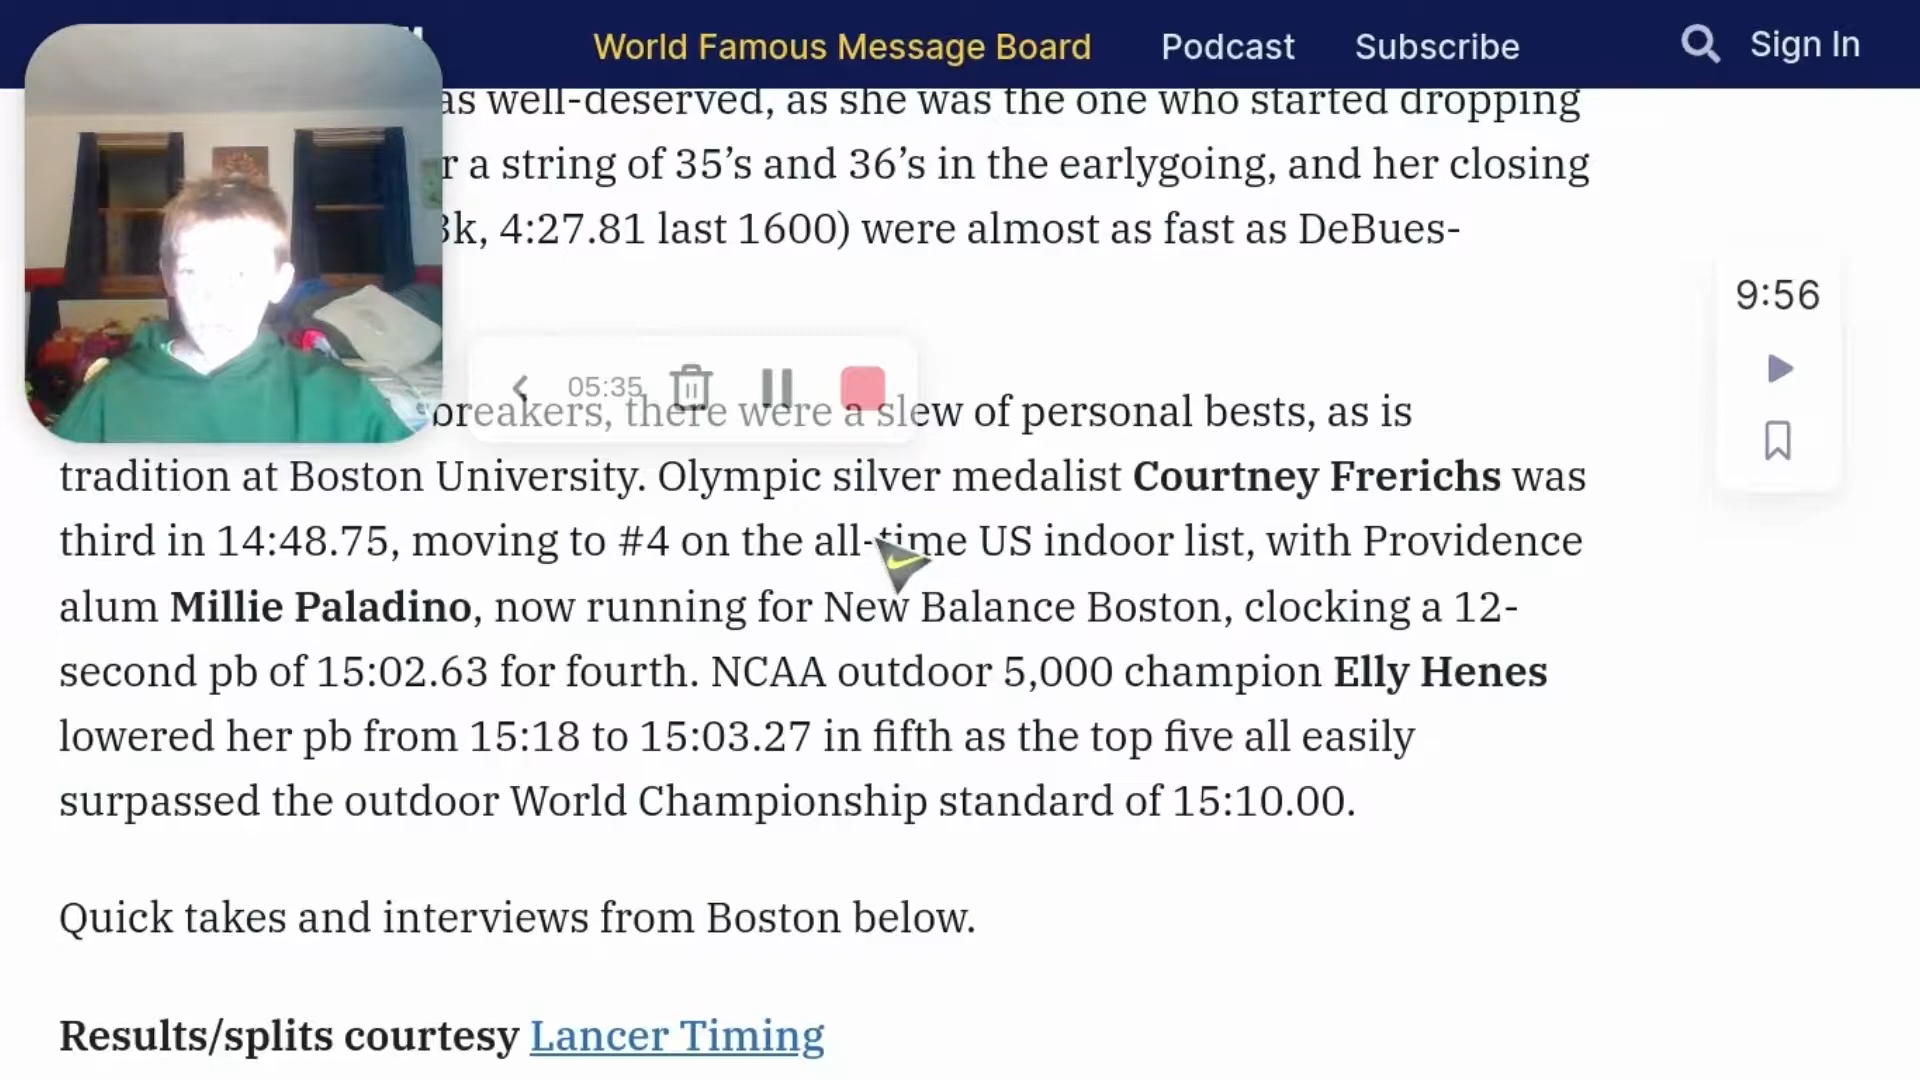 World Famous Message Board Podcast Subscribe Sign In
as well-deserved, as she was the one who started dropping
r a string of 35’s and 36’s in the earlygoing, and her closing
3k, 4:27.81 last 1600) were almost as fast as DeBues-
9:56
05:35
breakers, there were a slew of personal bests, as is
tradition at Boston University. Olympic silver medalist Courtney Frerichs was
third in 14:48.75, moving to #4 on the all-time US indoor list, with Providence
alum Millie Paladino, now running for New Balance Boston, clocking a 12-
second pb of 15:02.63 for fourth. NCAA outdoor 5,000 champion Elly Henes
lowered her pb from 15:18 to 15:03.27 in fifth as the top five all easily
surpassed the outdoor World Championship standard of 15:10.00.
Quick takes and interviews from Boston below.
Results/splits courtesy Lancer Timing